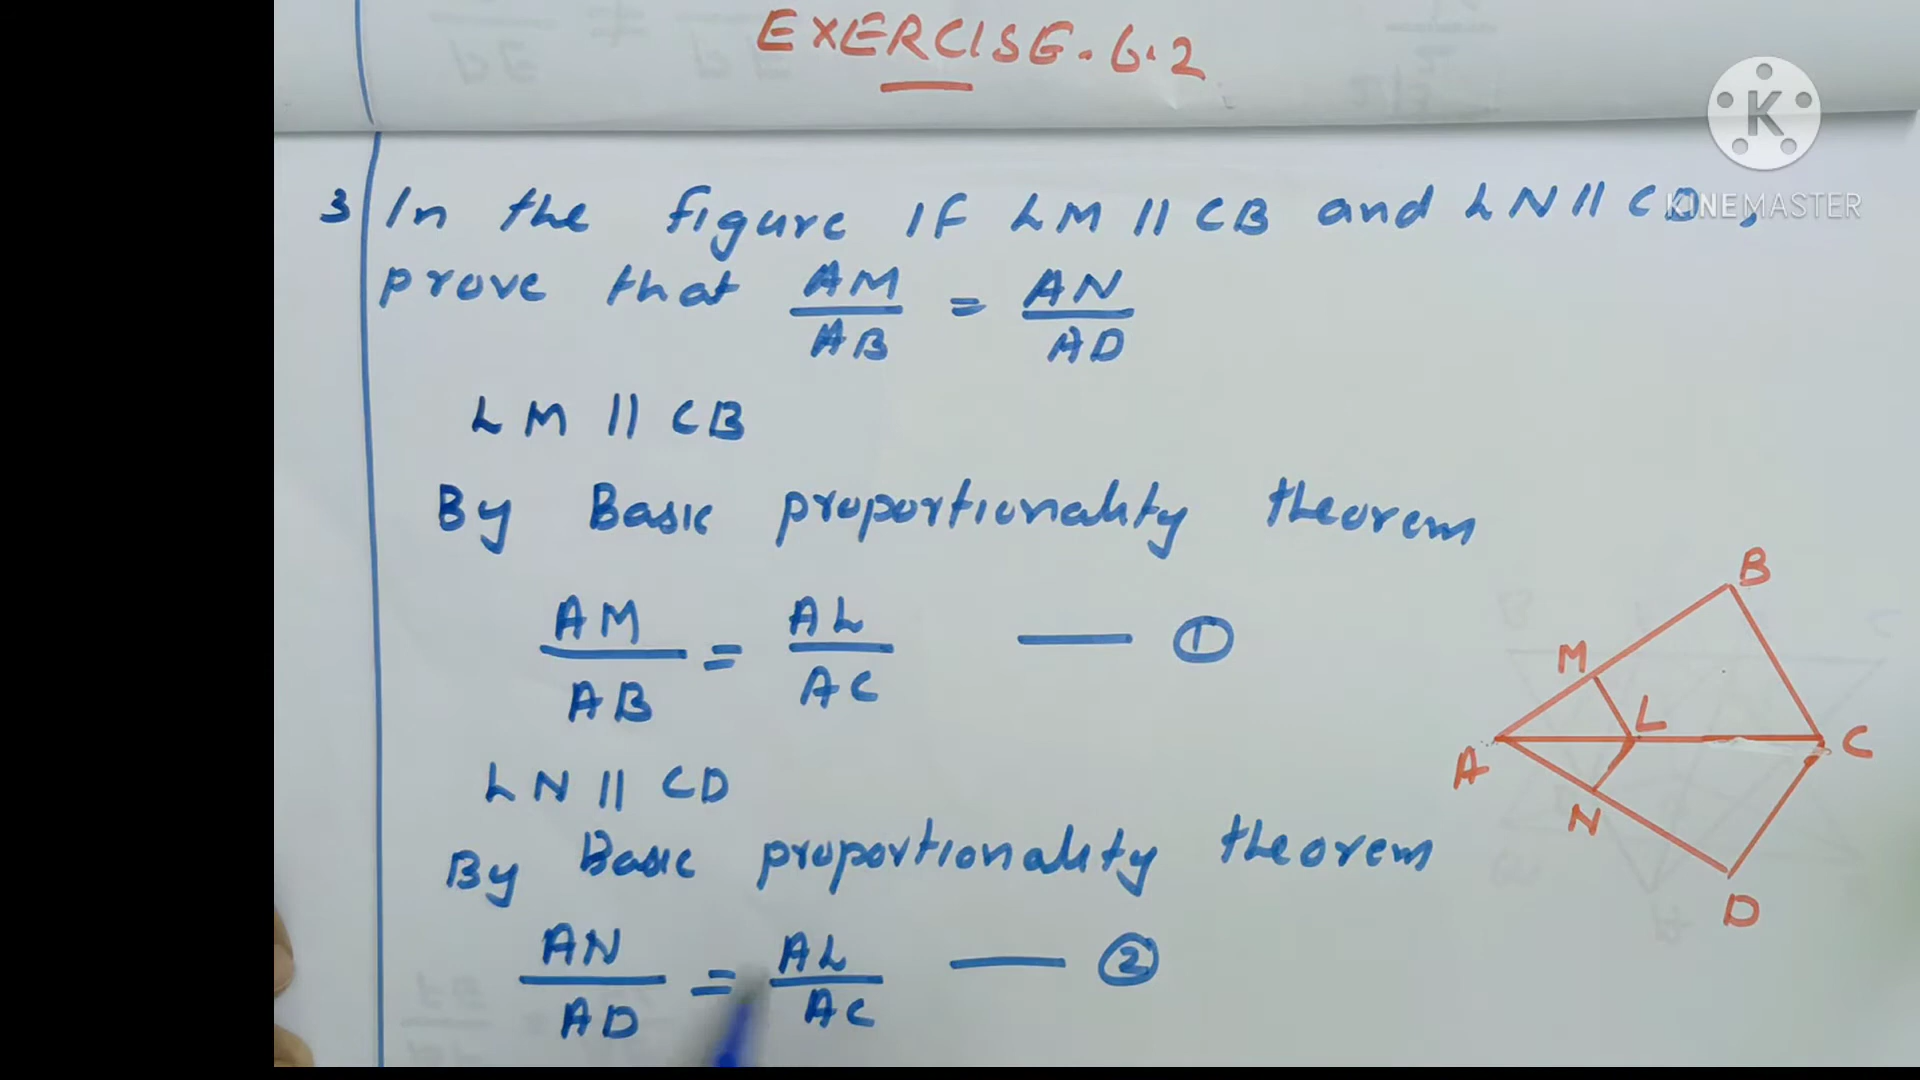 EXERCISE. 6.2
K
KINEMASTER
3 In the figure if LM || CB and LN || CD,
prove that AM/AB = AN/AD
LM || CB
By Basic proportionality theorem
AM/AB = AL/AC — ①
LN || CD
By Basic proportionality theorem
AN/AD = AL/AC — ②
B
M
L
A
C
N
D